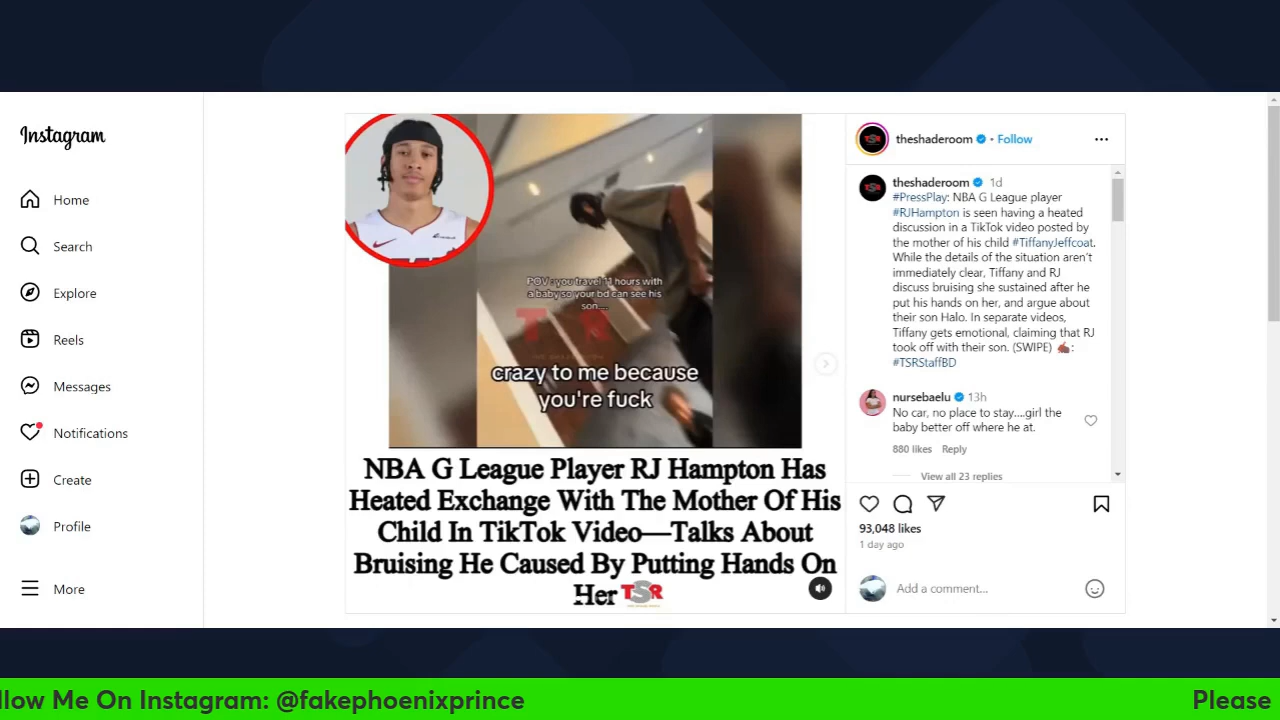 Instagram
Home
Search
Explore
Reels
Messages
Notifications
Create
Profile
More
POV : you travel 11 hours with
a baby so your bd can see his
son....
TSR
crazy to me because
you're fuck
NBA G League Player RJ Hampton Has
Heated Exchange With The Mother Of His
Child In TikTok Video—Talks About
Bruising He Caused By Putting Hands On
Her TSR
theshaderoom • Follow
theshaderoom 1d
#PressPlay: NBA G League player
#RJHampton is seen having a heated
discussion in a TikTok video posted by
the mother of his child #TiffanyJeffcoat.
While the details of the situation aren't
immediately clear, Tiffany and RJ
discuss bruising she sustained after he
put his hands on her, and argue about
their son Halo. In separate videos,
Tiffany gets emotional, claiming that RJ
took off with their son. (SWIPE) ✍🏾:
#TSRStaffBD
nursebaelu 13h
No car, no place to stay....girl the
baby better off where he at.
880 likes Reply
View all 23 replies
93,048 likes
1 day ago
Add a comment...
llow Me On Instagram: @fakephoenixprince
Please